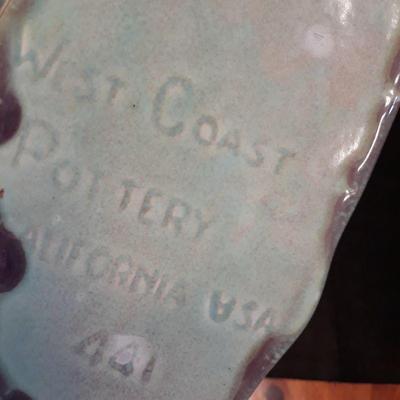 WEST COAST
POTTERY
CALIFORNIA USA
441